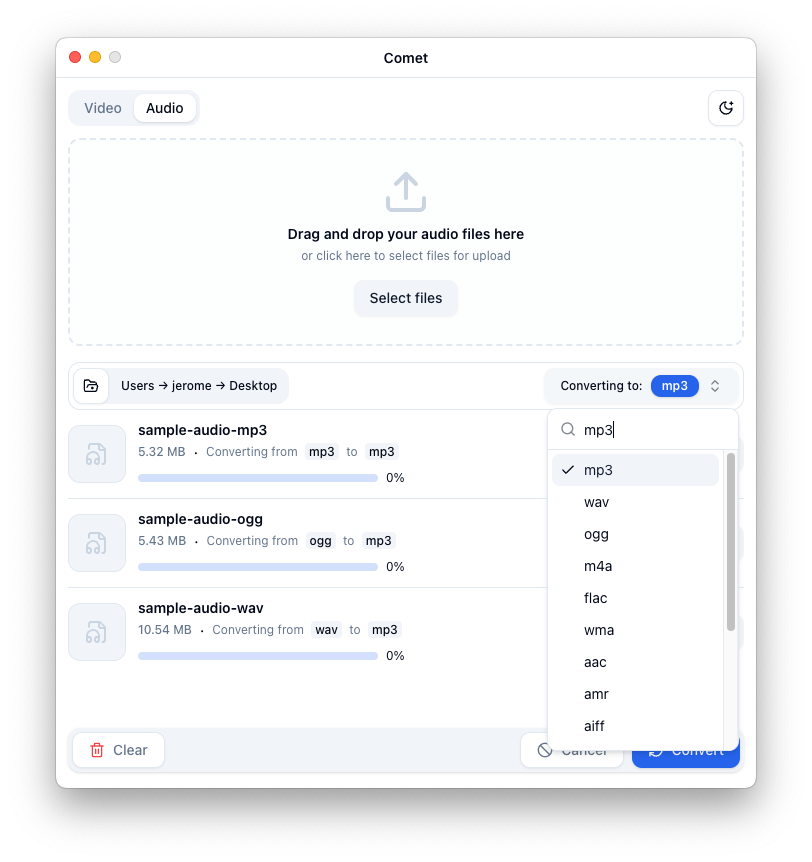 Comet
Video Audio
Drag and drop your audio files here
or click here to select files for upload
Select files
Users → jerome → Desktop
Converting to: mp3
mp3
sample-audio-mp3
5.32 MB • Converting from mp3 to mp3
0%
sample-audio-ogg
5.43 MB • Converting from ogg to mp3
0%
sample-audio-wav
10.54 MB • Converting from wav to mp3
0%
mp3
wav
ogg
m4a
flac
wma
aac
amr
aiff
Clear
Cancel
Convert